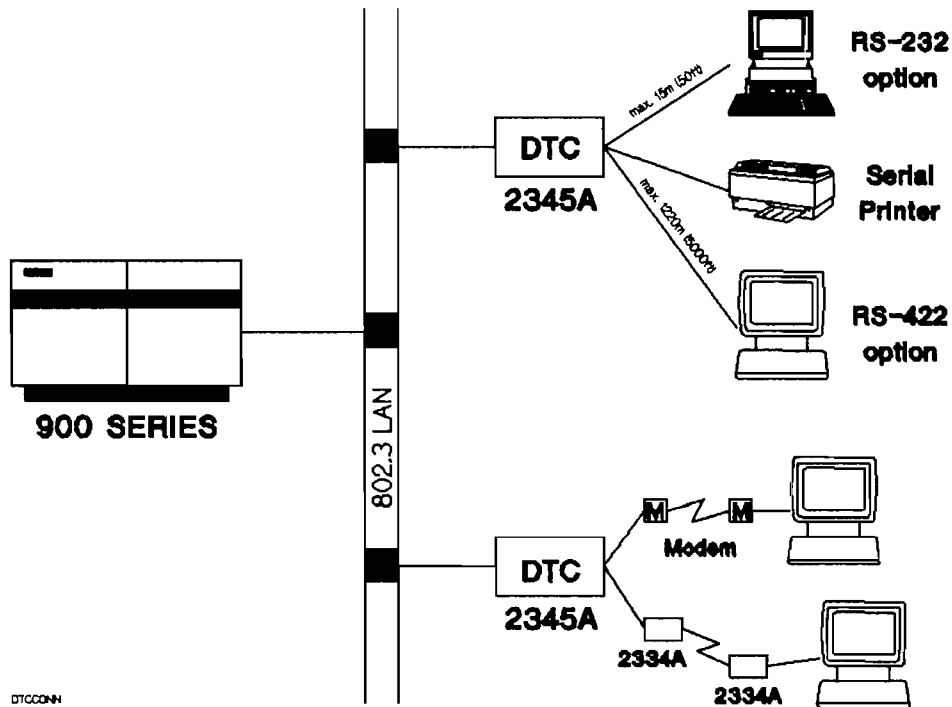 RS-232
option
max. 15m (50ft)
DTC
2345A
Serial
Printer
max. 1220m (5000ft)
RS-422
option
900 SERIES
802.3 LAN
M
M
Modem
DTC
2345A
2334A
2334A
DTCCONN